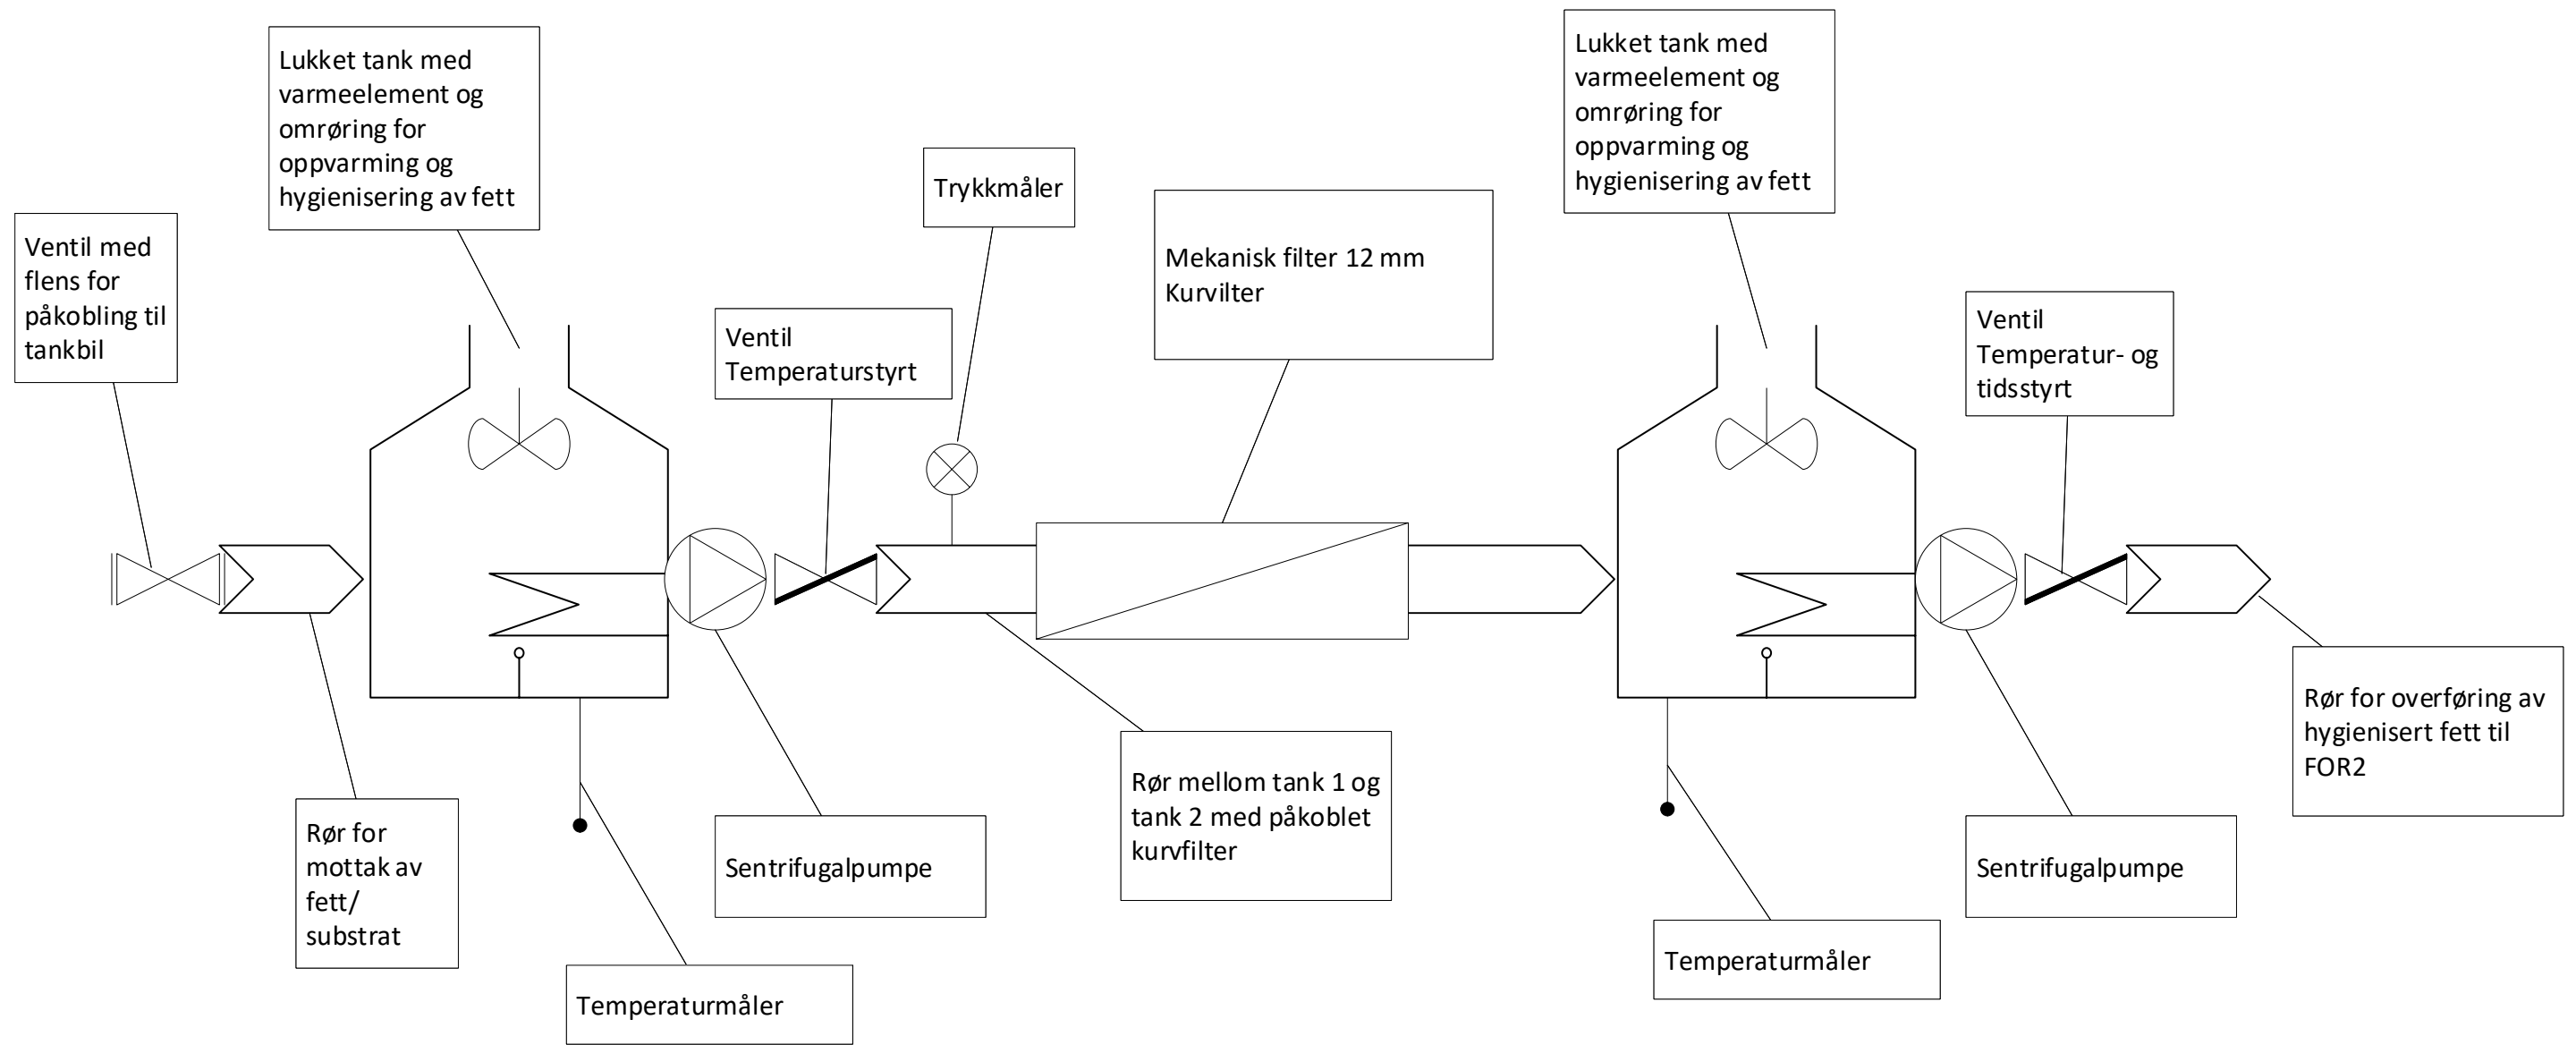 Lukket tank med
varmeelement og
omrøring for
oppvarming og
hygienisering av fett
Lukket tank med
varmeelement og
omrøring for
oppvarming og
hygienisering av fett
Trykkmåler
Mekanisk filter 12 mm
Kurvilter
Ventil med
flens for
påkobling til
tankbil
Ventil
Temperaturstyrt
Ventil
Temperatur- og
tidsstyrt
Rør for
mottak av
fett/
substrat
Temperaturmåler
Sentrifugalpumpe
Rør mellom tank 1 og
tank 2 med påkoblet
kurvfilter
Temperaturmåler
Sentrifugalpumpe
Rør for overføring av
hygienisert fett til
FOR2